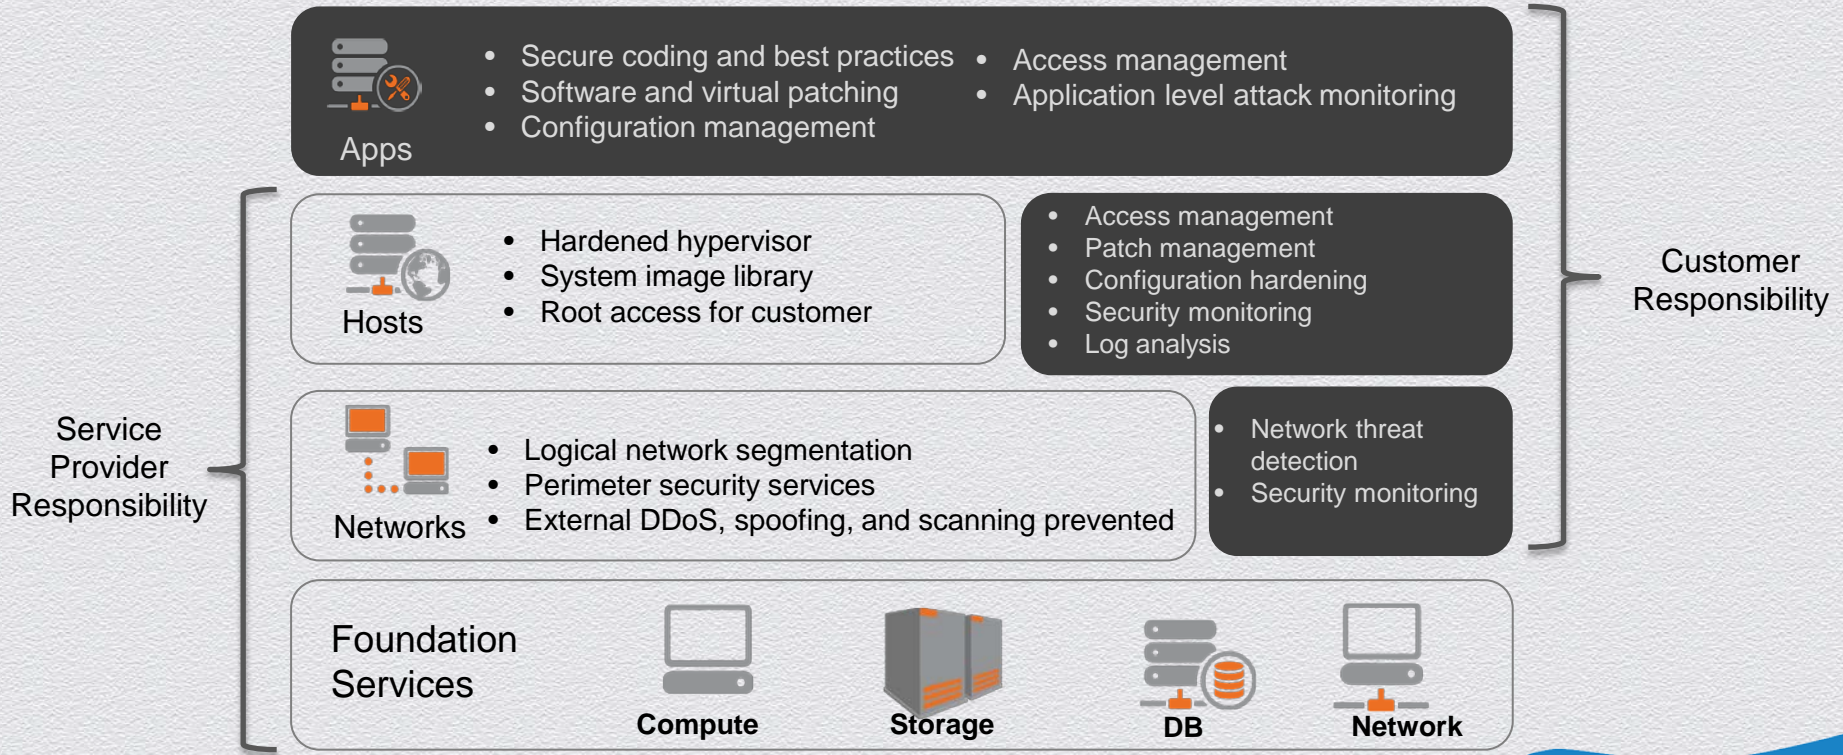 • Secure coding and best practices
• Software and virtual patching
• Configuration management
• Access management
• Application level attack monitoring
Apps
• Hardened hypervisor
• System image library
• Root access for customer
Hosts
• Access management
• Patch management
• Configuration hardening
• Security monitoring
• Log analysis
Customer
Responsibility
Service
Provider
Responsibility
• Logical network segmentation
• Perimeter security services
• External DDoS, spoofing, and scanning prevented
Networks
• Network threat
detection
• Security monitoring
Foundation
Services
Compute
Storage
DB
Network